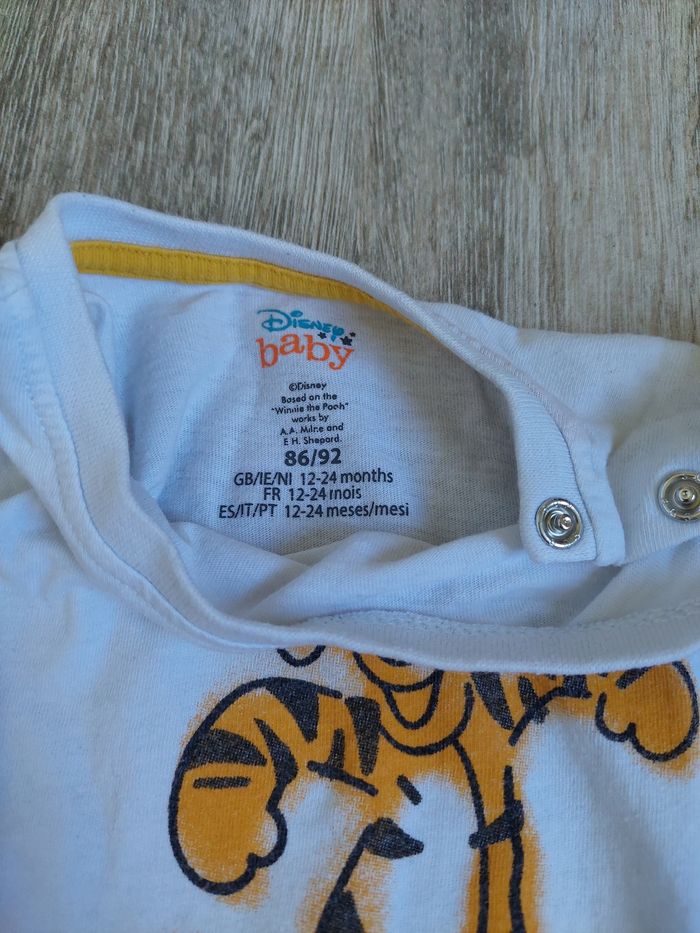 Disney
baby
©Disney
Based on the
"Winnie the Pooh"
works by
A.A. Milne and
E.H. Shepard.
86/92
GB/IE/NI 12-24 months
FR 12-24 mois
ES/IT/PT 12-24 meses/mesi